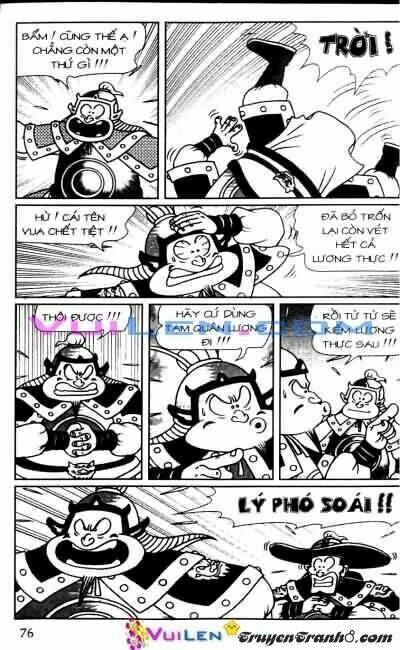 BẨM ! CŨNG THẾ Ạ !
CHẲNG CÒN MỘT
THỨ GÌ !!!
TRỜI !
HỪ ! CÁI TÊN
VUA CHẾT TIỆT !
ĐÃ BỎ TRỐN
LẠI CÒN VÉT
HẾT CẢ
LƯƠNG THỰC !
THÔI ĐƯỢC !!!
HÃY CỨ DÙNG
TẠM QUÂN LƯƠNG
ĐI !!!
RỒI TỪ TỪ SẼ
KIẾM LƯƠNG
THỰC SAU !!!
LÝ PHÓ SOÁI !!
76
VuiLen
TruyenTranh8.com